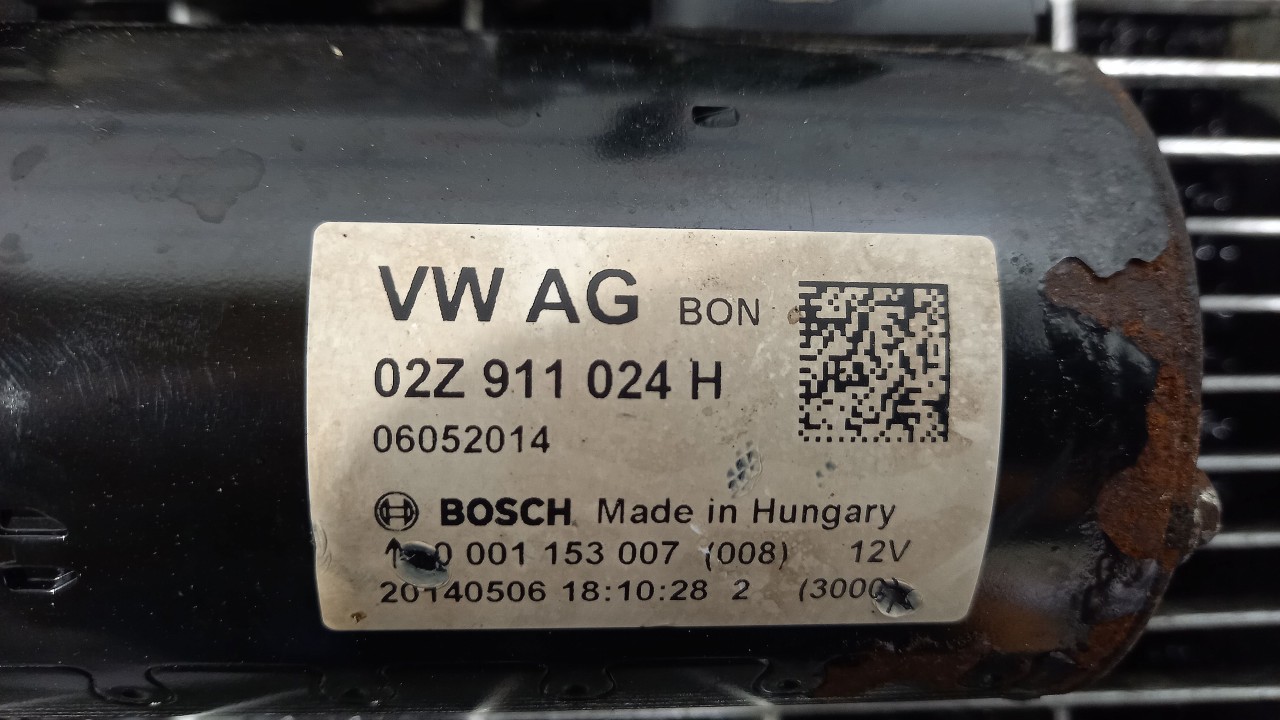 VW AG BON
02Z 911 024 H
06052014
BOSCH Made in Hungary
↑ 0 001 153 007 (008) 12V
20140506 18:10:28 2 (3000)